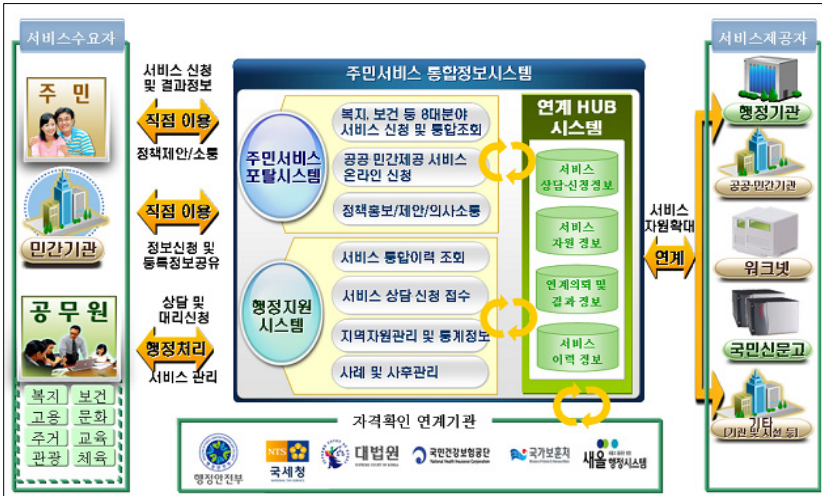 서비스수요자
주 민
민간기관
공무원
복지 보건
고용 문화
주거 교육
관광 체육
서비스 신청
및 결과정보
직접 이용
정책제안/소통
직접 이용
정보신청 및
등록정보공유
상담 및
대리신청
행정처리
서비스 관리
주민서비스 통합정보시스템
주민서비스
포탈시스템
복지, 보건 등 8대분야
서비스 신청 및 통합조회
공공 민간제공 서비스
온라인 신청
정책홍보/제안/의사소통
행정지원
시스템
서비스 통합이력 조회
서비스 상담 신청 접수
지역자원관리 및 통계정보
사례 및 사후관리
연계 HUB
시스템
서비스
상담·신청정보
서비스
자원 정보
연계의뢰 및
결과 정보
서비스
이력 정보
서비스
자원확대
연계
서비스제공자
행정기관
공공·민간기관
워크넷
국민신문고
기타
(기관 및 시설 등)
자격확인 연계기관
행정안전부
NTS
국세청
대법원
SUPREME COURT OF KOREA
국민건강보험공단
National Health Insurance Corporation
국가보훈처
새올
행정시스템